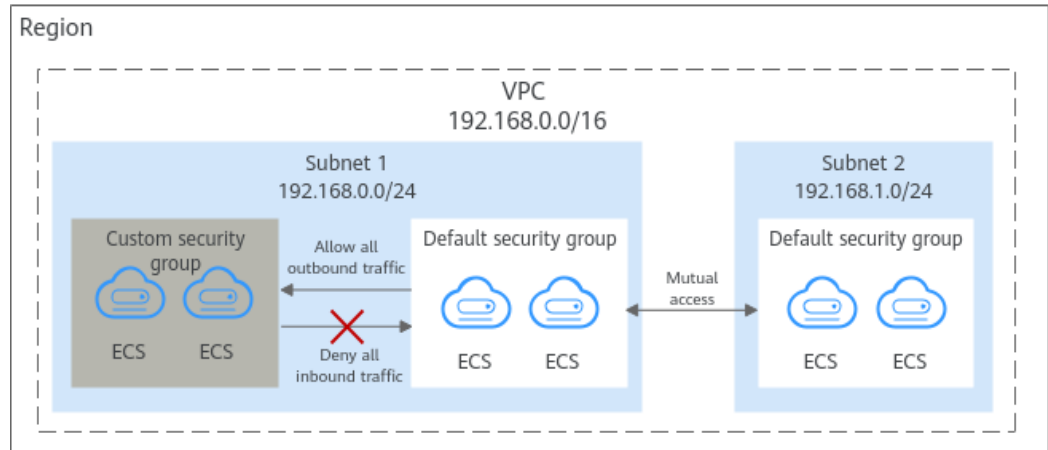 Region
VPC
192.168.0.0/16
Subnet 1
192.168.0.0/24
Custom security
group
ECS
ECS
Allow all
outbound traffic
Deny all
inbound traffic
Default security group
ECS
ECS
Mutual
access
Subnet 2
192.168.1.0/24
Default security group
ECS
ECS